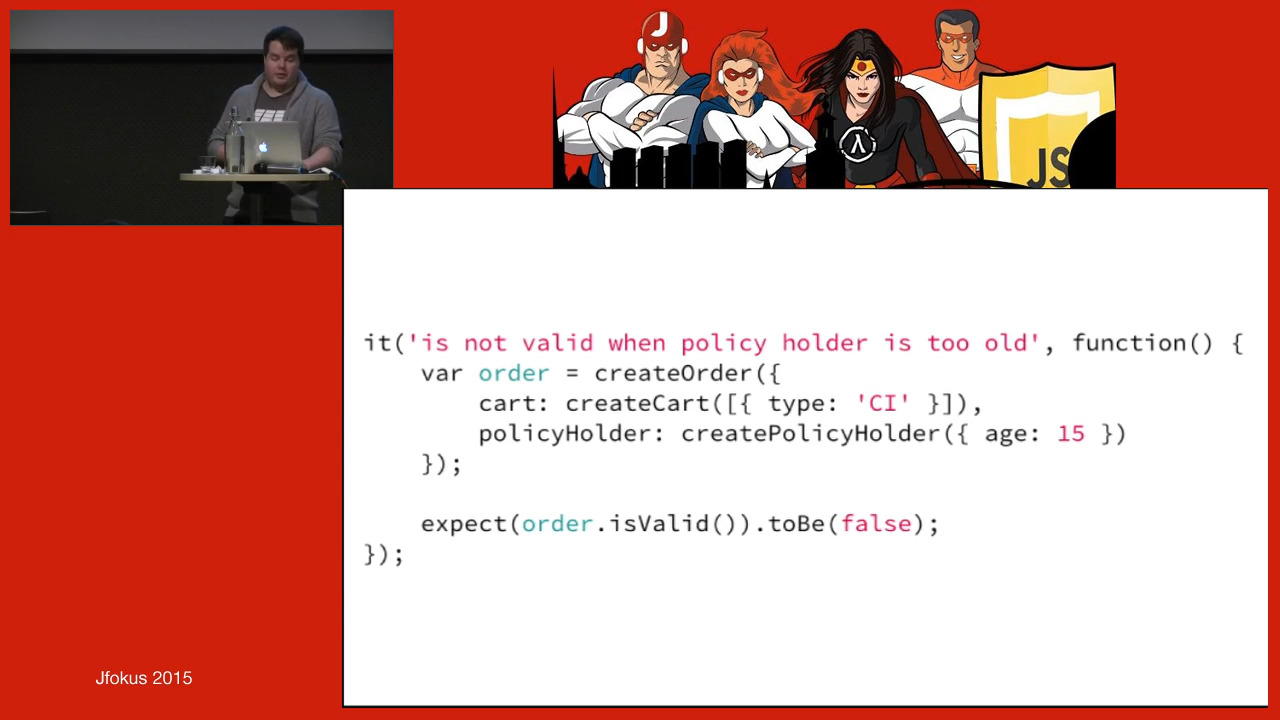 J
λ
JS
it('is not valid when policy holder is too old', function() {
    var order = createOrder({
        cart: createCart([{ type: 'CI' }]),
        policyHolder: createPolicyHolder({ age: 15 })
    });

    expect(order.isValid()).toBe(false);
});
Jfokus 2015